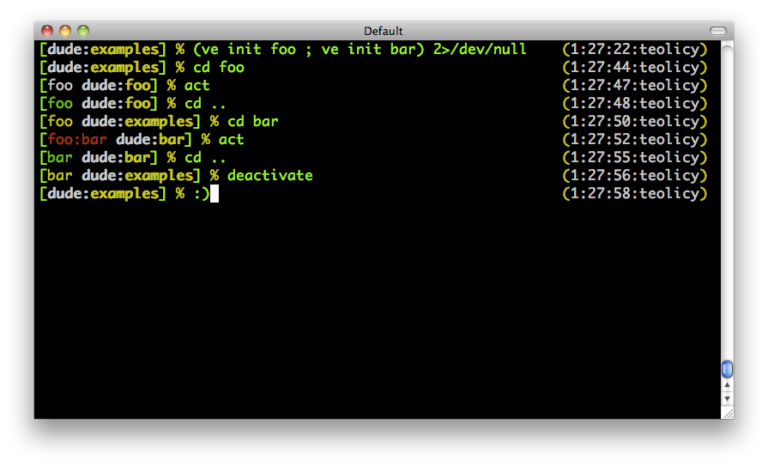 Default
[dude:examples] % (ve init foo ; ve init bar) 2>/dev/null (1:27:22:teolicy)
[dude:examples] % cd foo (1:27:44:teolicy)
[foo dude:foo] % act (1:27:47:teolicy)
[foo dude:foo] % cd .. (1:27:48:teolicy)
[foo dude:examples] % cd bar (1:27:50:teolicy)
[foo:bar dude:bar] % act (1:27:52:teolicy)
[bar dude:bar] % cd .. (1:27:55:teolicy)
[bar dude:examples] % deactivate (1:27:56:teolicy)
[dude:examples] % :) (1:27:58:teolicy)